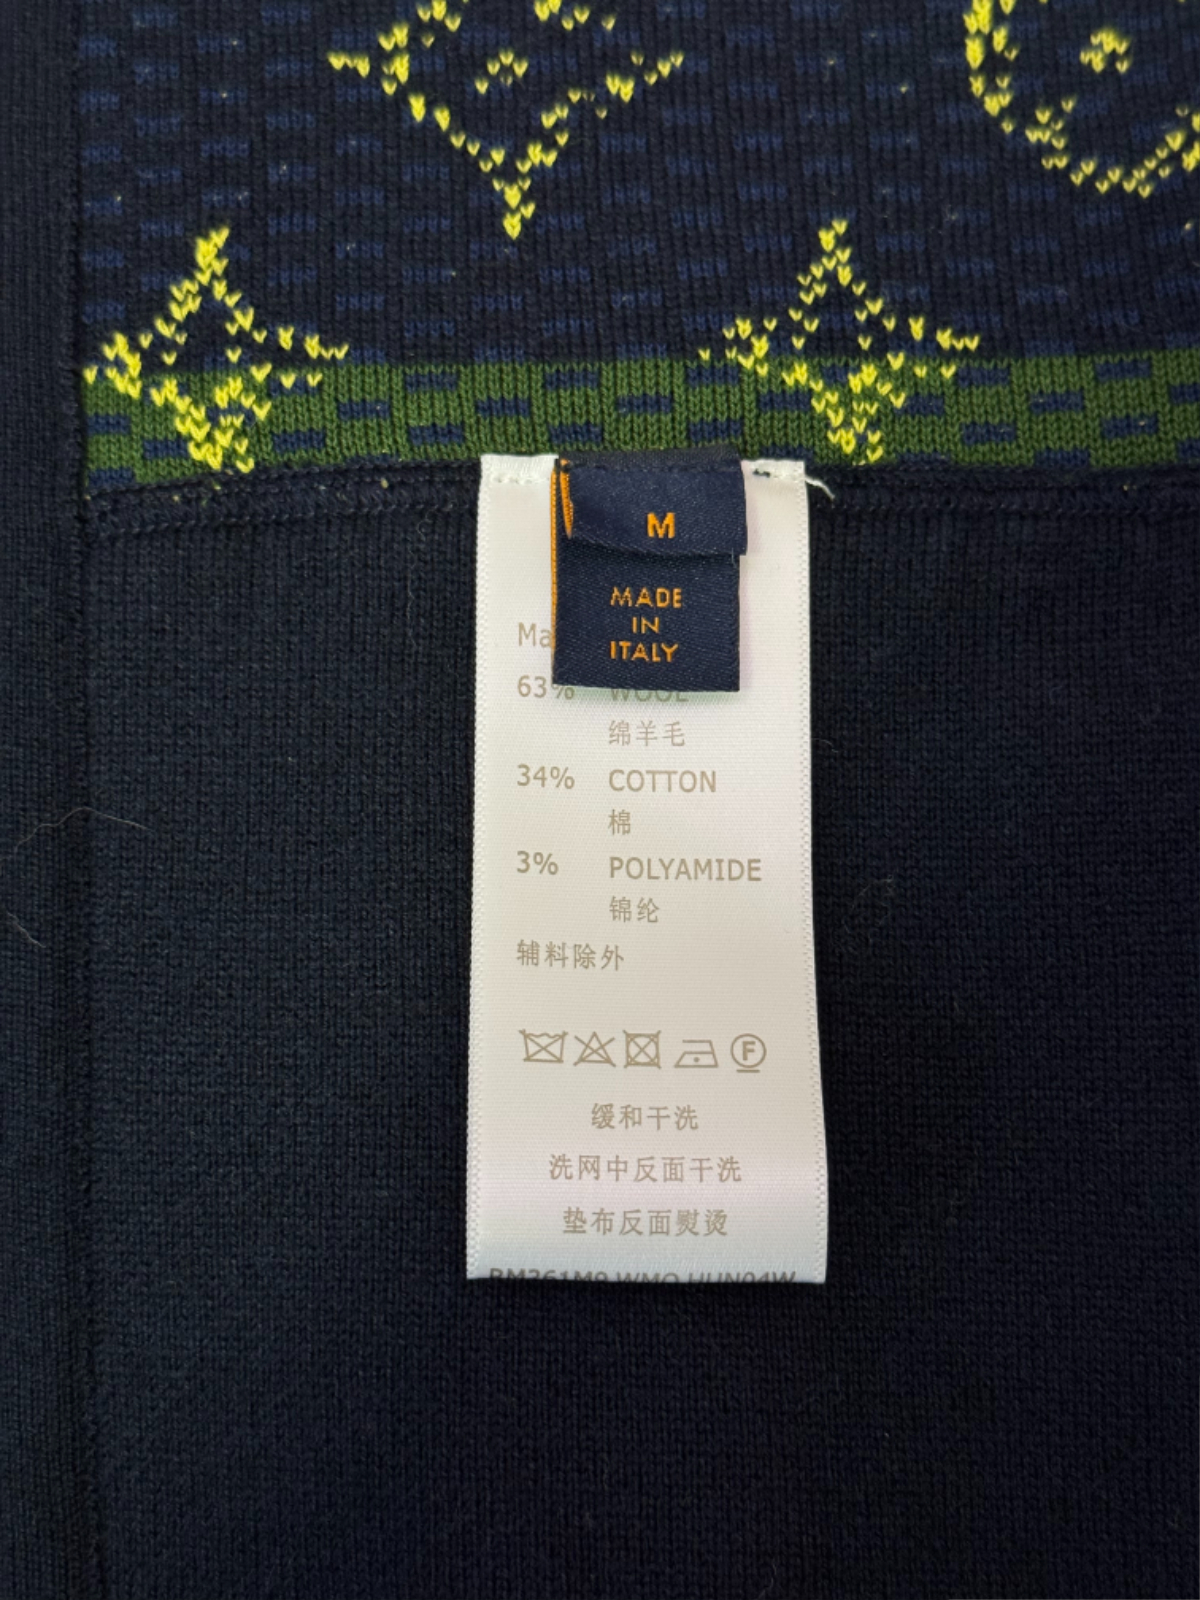 M
MADE
IN
ITALY
63% WOOL
绵羊毛
34% COTTON
棉
3% POLYAMIDE
锦纶
辅料除外
F
缓和干洗
洗网中反面干洗
垫布反面熨烫